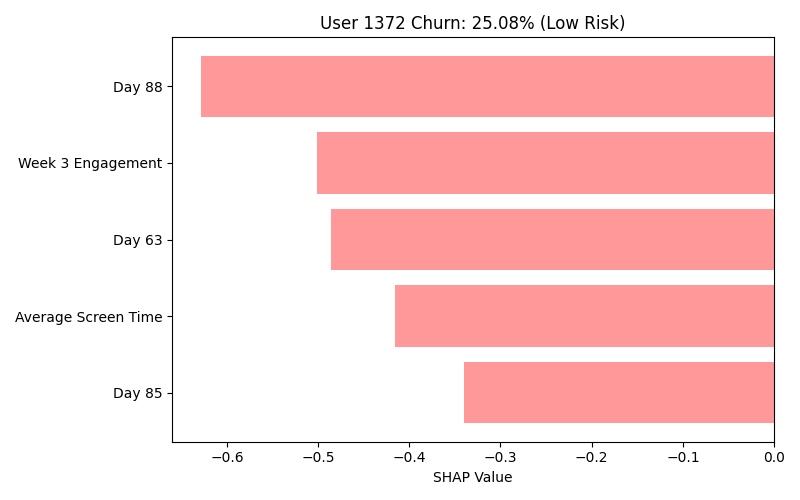 User 1372 Churn: 25.08% (Low Risk)
Day 88
Week 3 Engagement
Day 63
Average Screen Time
Day 85
−0.6 −0.5 −0.4 −0.3 −0.2 −0.1 0.0
SHAP Value